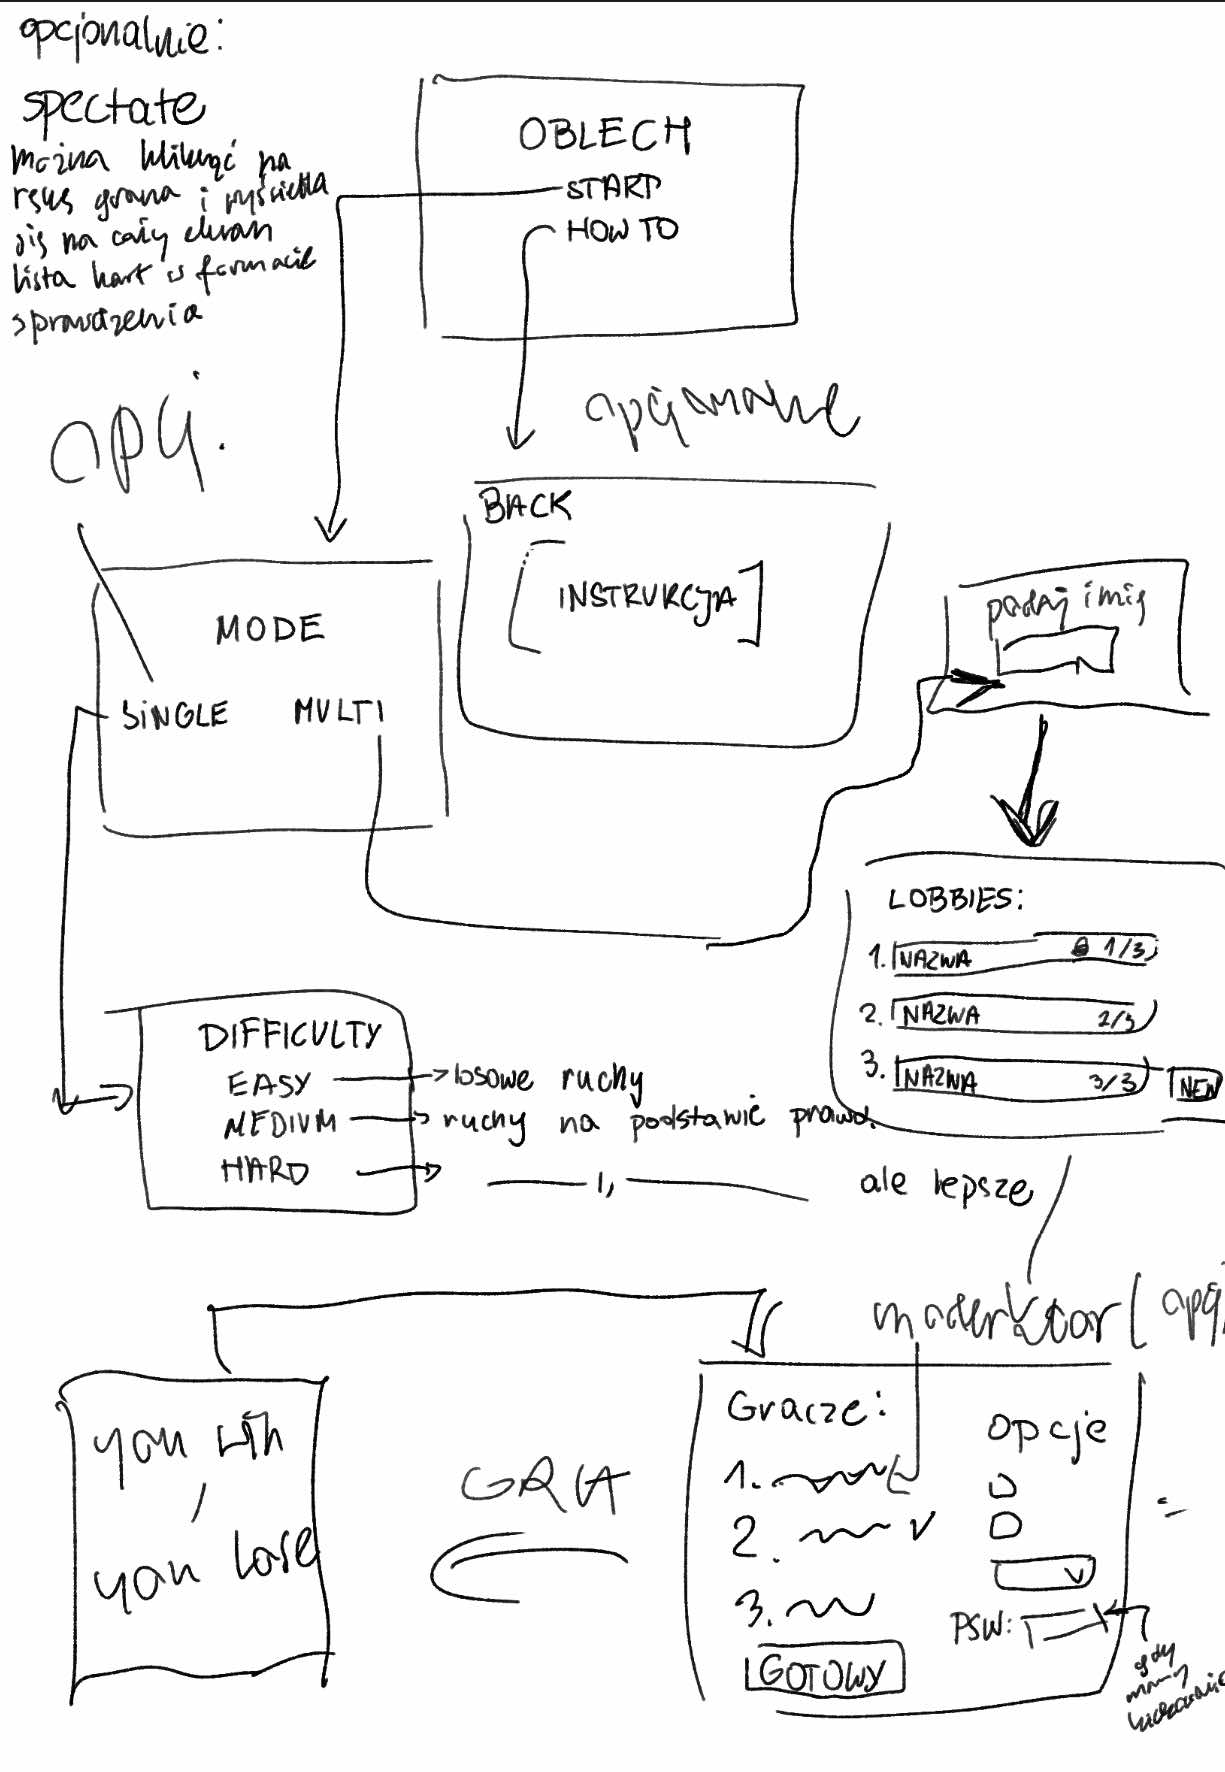 opcjonalnie:
spectate
można kliknąć na
rękę gracza i wyświetla
się na cały ekran
lista kart w formacie
sprawdzenia
OBLECH
START
HOW TO
opcj.
opcjonalne
BACK
INSTRUKCJA
MODE
SINGLE MULTI
podaj imię
LOBBIES:
1. NAZWA 1/3
2. NAZWA 2/3
3. NAZWA 3/3
NEW
DIFFICULTY
EASY losowe ruchy
MEDIUM ruchy na podstawie prawd.
HARD —— 11 —— ale lepsze
opcj.
you win
/
you lose
GRA
Gracze: opcje
1.
2. v
3.
PSW:
GOTOWY
gdy
mamy